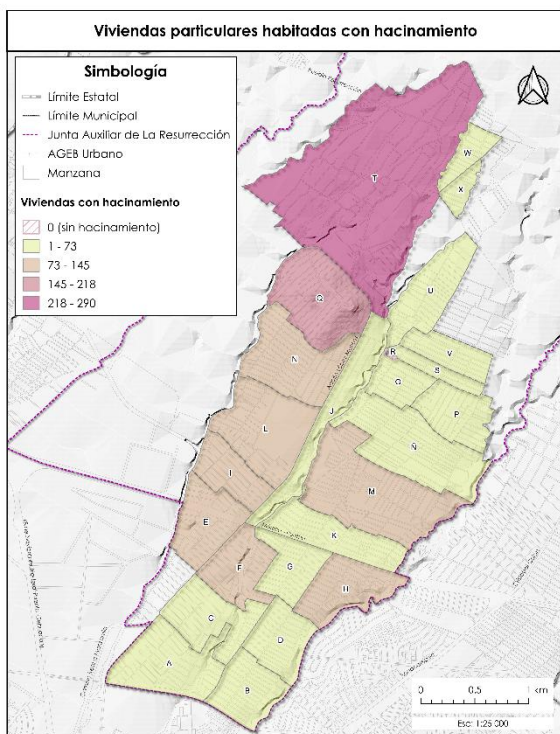 Viviendas particulares habitadas con hacinamiento
Simbología
Límite Estatal
Límite Municipal
Junta Auxiliar de La Resurrección
AGEB Urbano
Manzana
Viviendas con hacinamiento
0 (sin hacinamiento)
1 - 73
73 - 145
145 - 218
218 - 290
W
X
T
U
Q
R
V
S
N
O
P
J
L
Ñ
I
M
E
K
F
G
H
C
D
A
B
0 0.5 1 km
Esc: 1:25 000